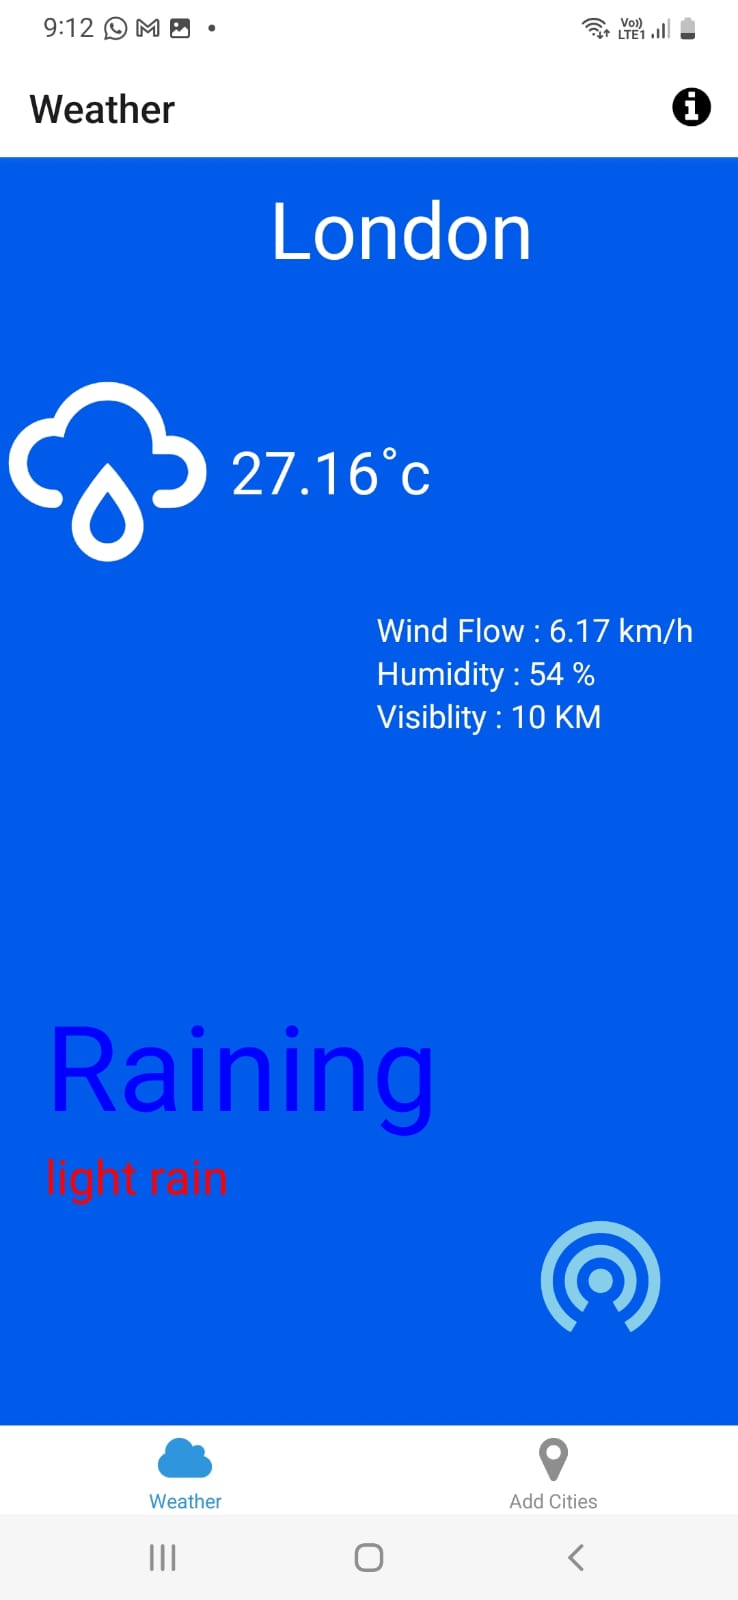 9:12
Vo)) LTE1
Weather
London
27.16°c
Wind Flow : 6.17 km/h
Humidity : 54 %
Visiblity : 10 KM
Raining
light rain
Weather
Add Cities